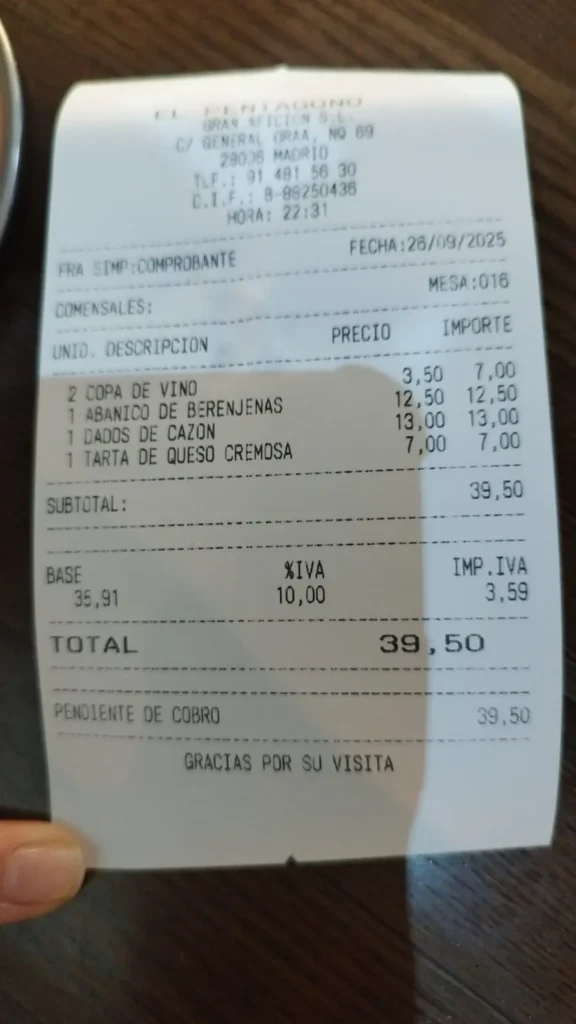 EL PENTAGONO
GRAN AFICION S.L.
C/ GENERAL ORAA, NO 69
28006 MADRID
TLF.: 91 481 56 30
C.I.F.: B-88250436
HORA: 22:31
FRA SIMP:COMPROBANTE FECHA:26/09/2025
COMENSALES: MESA:016
UNID. DESCRIPCION PRECIO IMPORTE
2 COPA DE VINO 3,50 7,00
1 ABANICO DE BERENJENAS 12,50 12,50
1 DADOS DE CAZON 13,00 13,00
1 TARTA DE QUESO CREMOSA 7,00 7,00
SUBTOTAL: 39,50
BASE %IVA IMP.IVA
35,91 10,00 3,59
TOTAL 39,50
PENDIENTE DE COBRO 39,50
GRACIAS POR SU VISITA